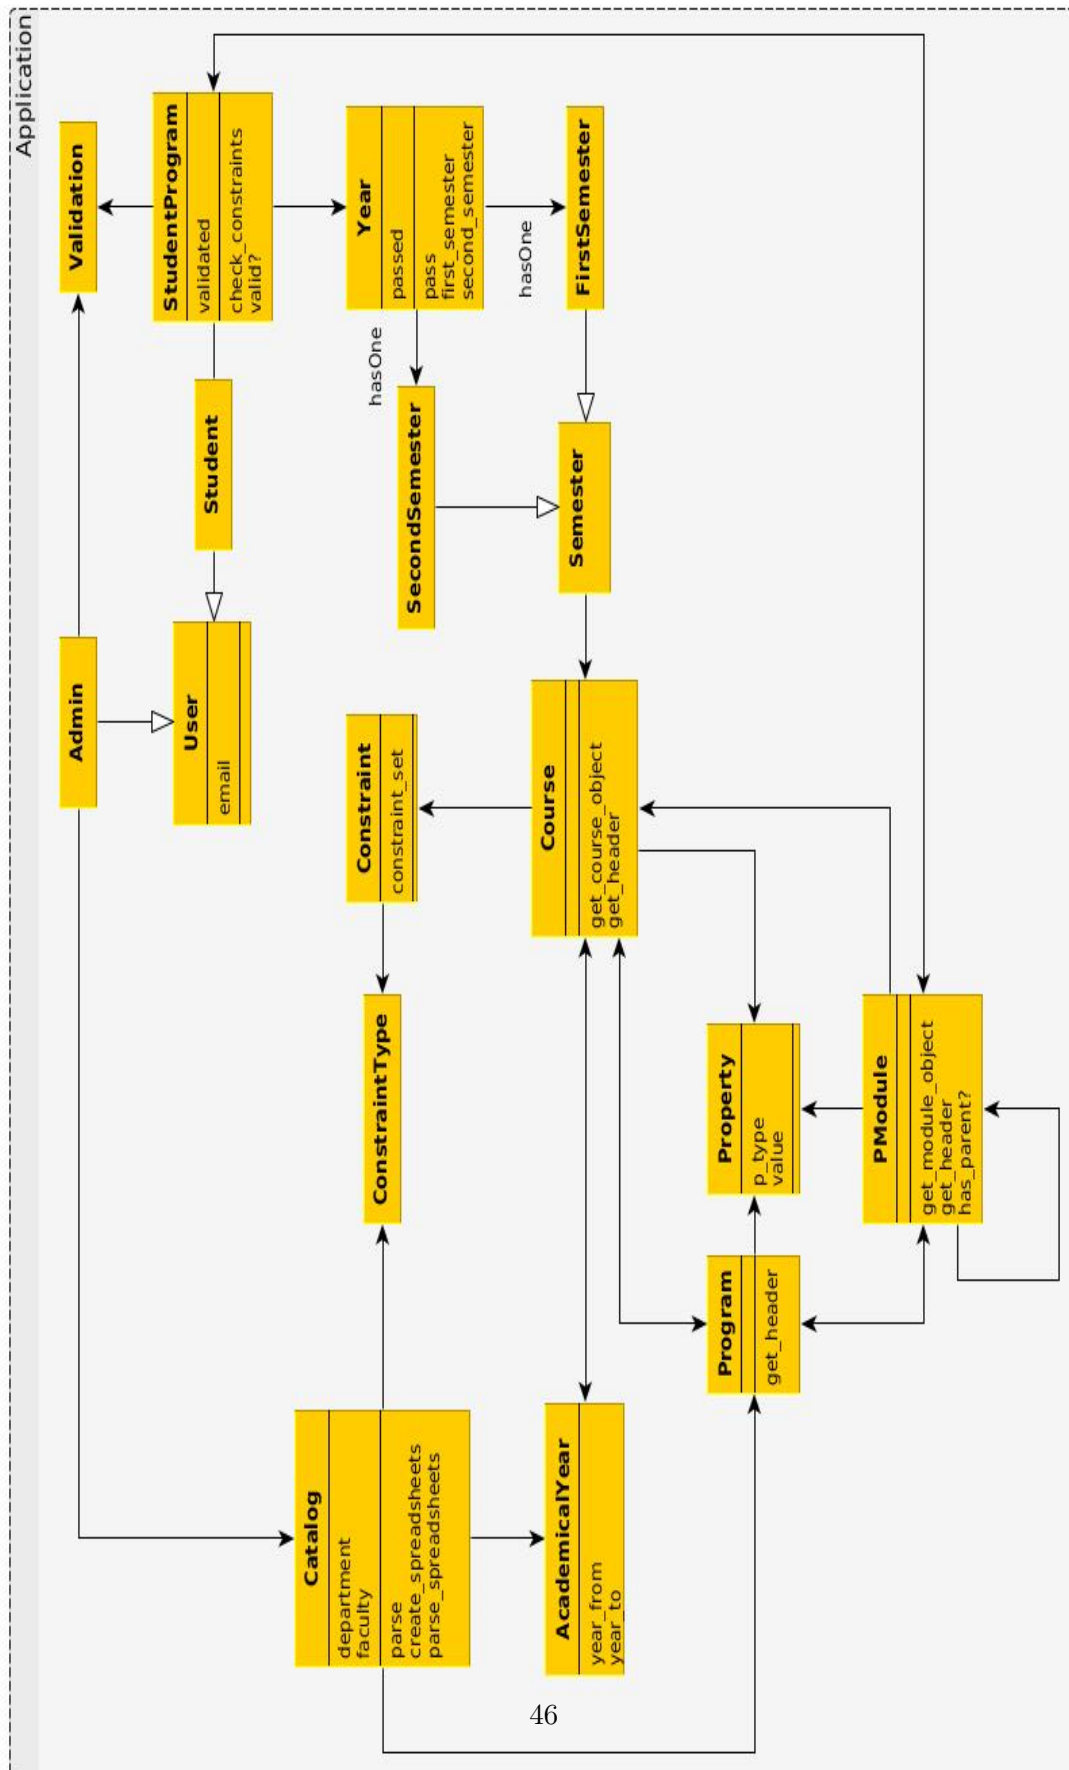 Application
Validation
StudentProgram
validated
check_constraints
valid?
Year
passed
pass
first_semester
second_semester
hasOne
FirstSemester
hasOne
Student
SecondSemester
Semester
Admin
User
email
Constraint
constraint_set
Course
get_course_object
get_header
ConstraintType
Property
p_type
value
PModule
get_module_object
get_header
has_parent?
Program
get_header
Catalog
department
faculty
parse
create_spreadsheets
parse_spreadsheets
AcademicalYear
year_from
year_to
46